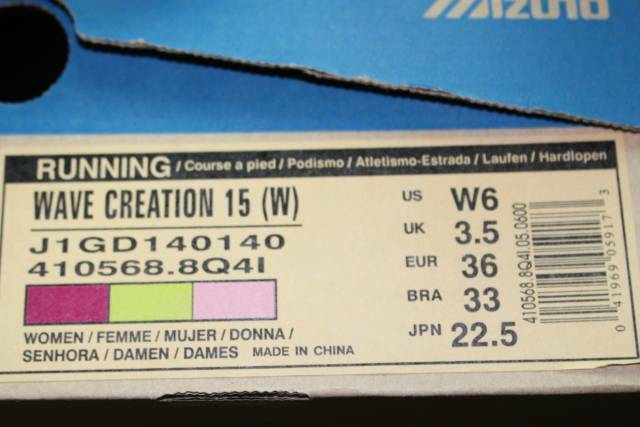 MIZUNO
RUNNING / Course a pied / Podismo / Atletismo-Estrada / Laufen / Hardlopen
WAVE CREATION 15 (W)
J1GD140140
410568.8Q4I
WOMEN / FEMME / MUJER / DONNA /
SENHORA / DAMEN / DAMES MADE IN CHINA
US W6
UK 3.5
EUR 36
BRA 33
JPN 22.5
410568.8Q4I.05.0600
0 41969 05917 3